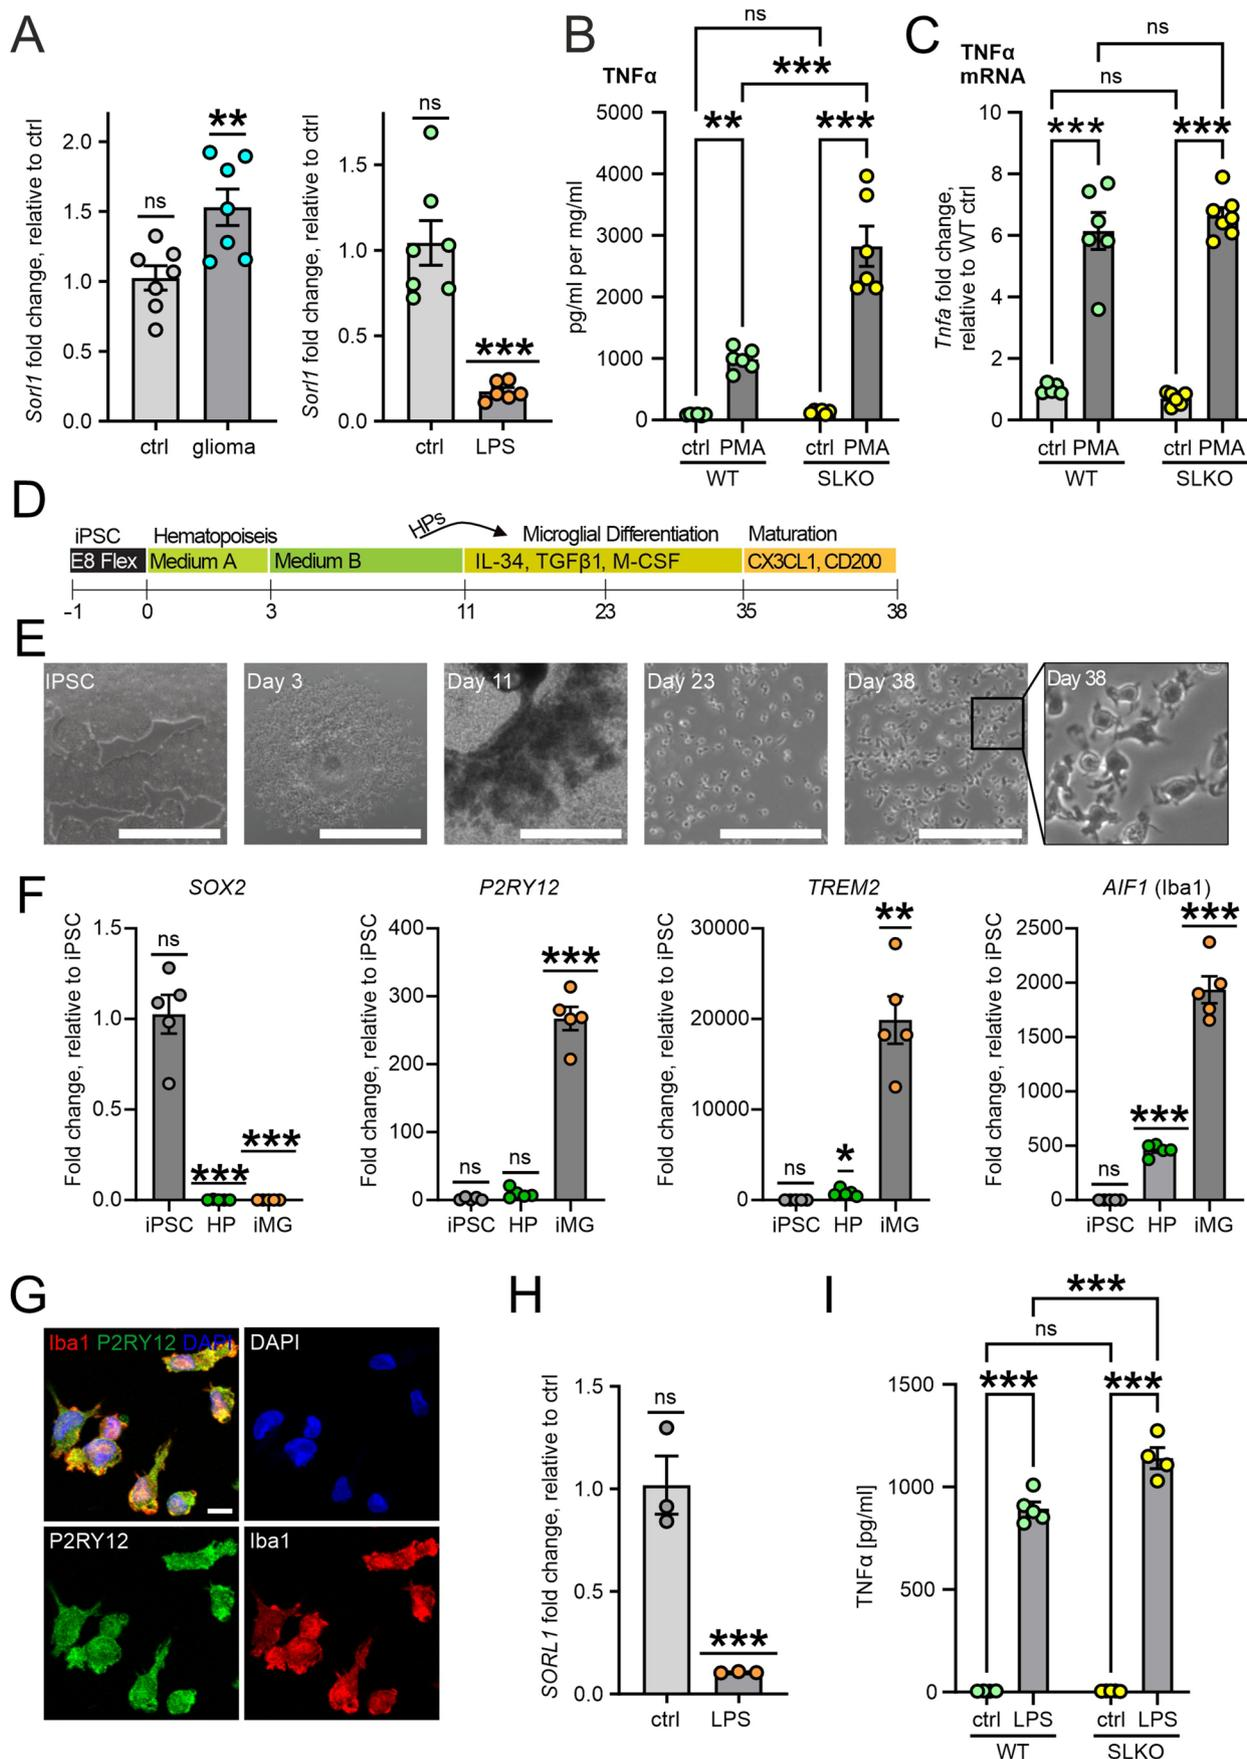 A
Sorl1 fold change, relative to ctrl
2.0
1.5
1.0
0.5
0.0
ns
**
ctrl
glioma
Sorl1 fold change, relative to ctrl
1.5
1.0
0.5
0.0
ns
***
ctrl
LPS
B
TNFα
pg/ml per mg/ml
5000
4000
3000
2000
1000
0
ns
***
**
***
ctrl PMA
ctrl PMA
WT
SLKO
C
TNFα
mRNA
Tnfa fold change,
relative to WT ctrl
10
8
6
4
2
0
ns
ns
***
***
ctrl PMA
ctrl PMA
WT
SLKO
D
iPSC
Hematopoiseis
HPs
Microglial Differentiation
Maturation
E8 Flex
Medium A
Medium B
IL-34, TGFβ1, M-CSF
CX3CL1, CD200
−1
0
3
11
23
35
38
E
IPSC
Day 3
Day 11
Day 23
Day 38
Day 38
F
SOX2
Fold change, relative to iPSC
1.5
1.0
0.5
0.0
ns
***
***
iPSC
HP
iMG
P2RY12
Fold change, relative to iPSC
400
300
200
100
0
ns
ns
***
iPSC
HP
iMG
TREM2
Fold change, relative to iPSC
30000
20000
10000
0
ns
*
**
iPSC
HP
iMG
AIF1 (Iba1)
Fold change, relative to iPSC
2500
2000
1500
1000
500
0
ns
***
***
iPSC
HP
iMG
G
Iba1 P2RY12 DAPI
DAPI
P2RY12
Iba1
H
SORL1 fold change, relative to ctrl
1.5
1.0
0.5
0.0
ns
***
ctrl
LPS
I
TNFα [pg/ml]
1500
1000
500
0
***
ns
***
***
ctrl LPS
ctrl LPS
WT
SLKO